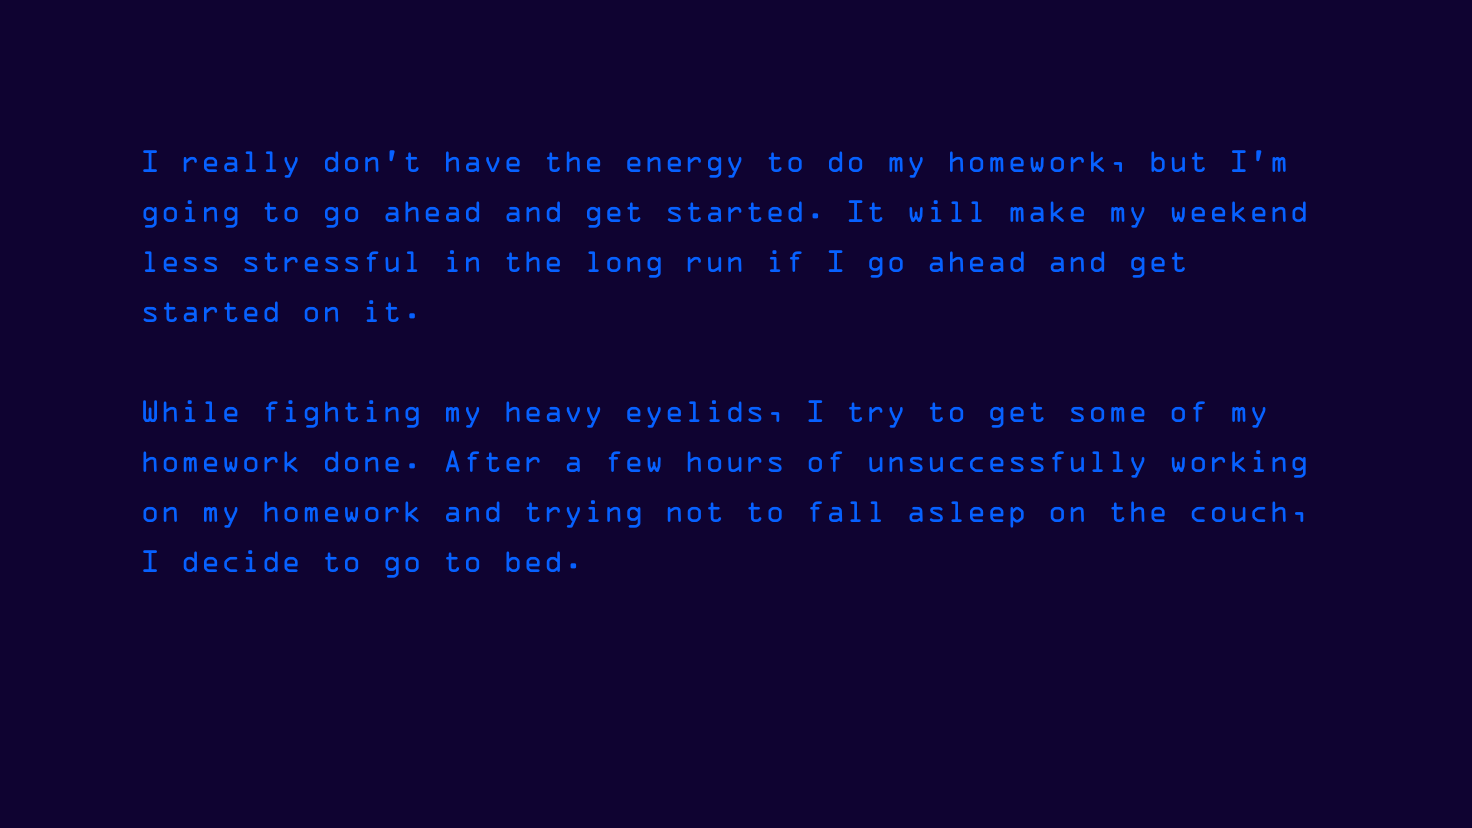 I really don't have the energy to do my homework, but I'm
going to go ahead and get started. It will make my weekend
less stressful in the long run if I go ahead and get
started on it.
While fighting my heavy eyelids, I try to get some of my
homework done. After a few hours of unsuccessfully working
on my homework and trying not to fall asleep on the couch,
I decide to go to bed.